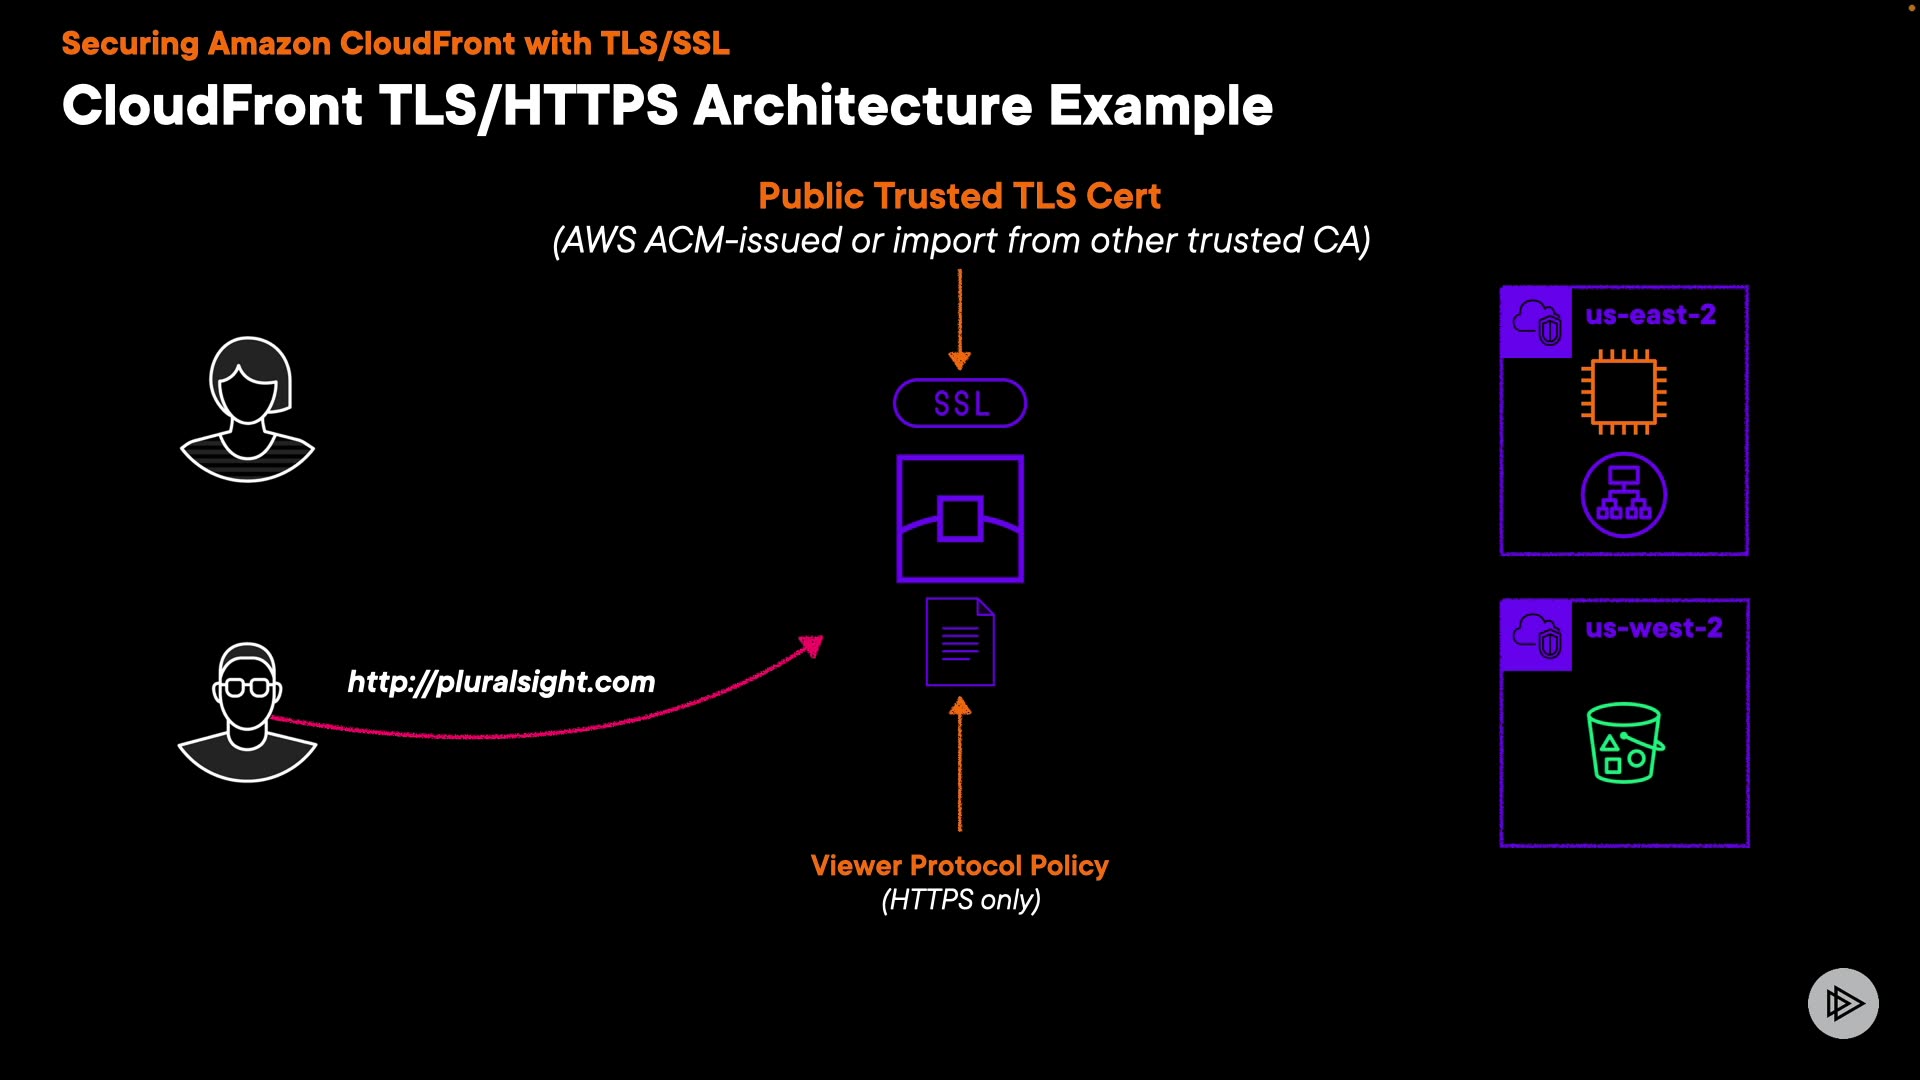 Securing Amazon CloudFront with TLS/SSL
CloudFront TLS/HTTPS Architecture Example
Public Trusted TLS Cert
(AWS ACM-issued or import from other trusted CA)
SSL
us-east-2
http://pluralsight.com
us-west-2
Viewer Protocol Policy
(HTTPS only)